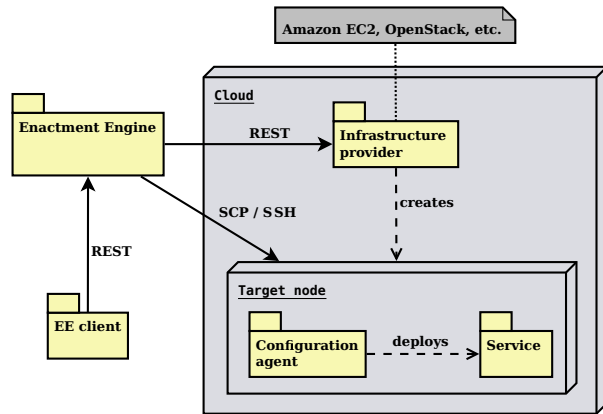 Amazon EC2, OpenStack, etc.
Cloud
Enactment Engine
REST
Infrastructure
provider
creates
SCP / SSH
REST
Target node
EE client
Configuration
agent
deploys
Service